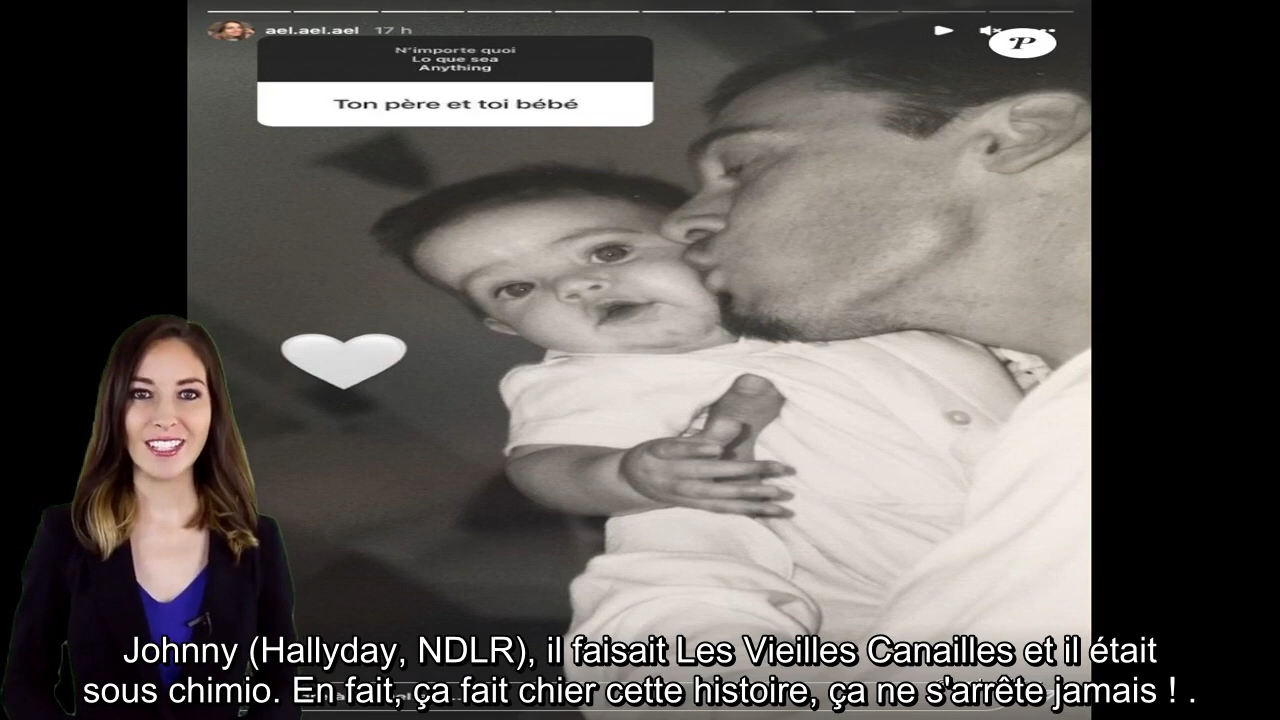 ael.ael.ael 17 h
N'importe quoi
Lo que sea
Anything
Ton père et toi bébé
P
Johnny (Hallyday, NDLR), il faisait Les Vieilles Canailles et il était
sous chimio. En fait, ça fait chier cette histoire, ça ne s'arrête jamais ! .